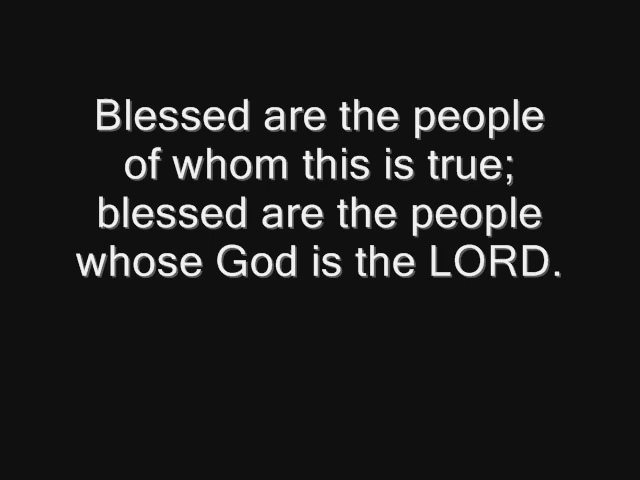 Blessed are the people
of whom this is true;
blessed are the people
whose God is the LORD.